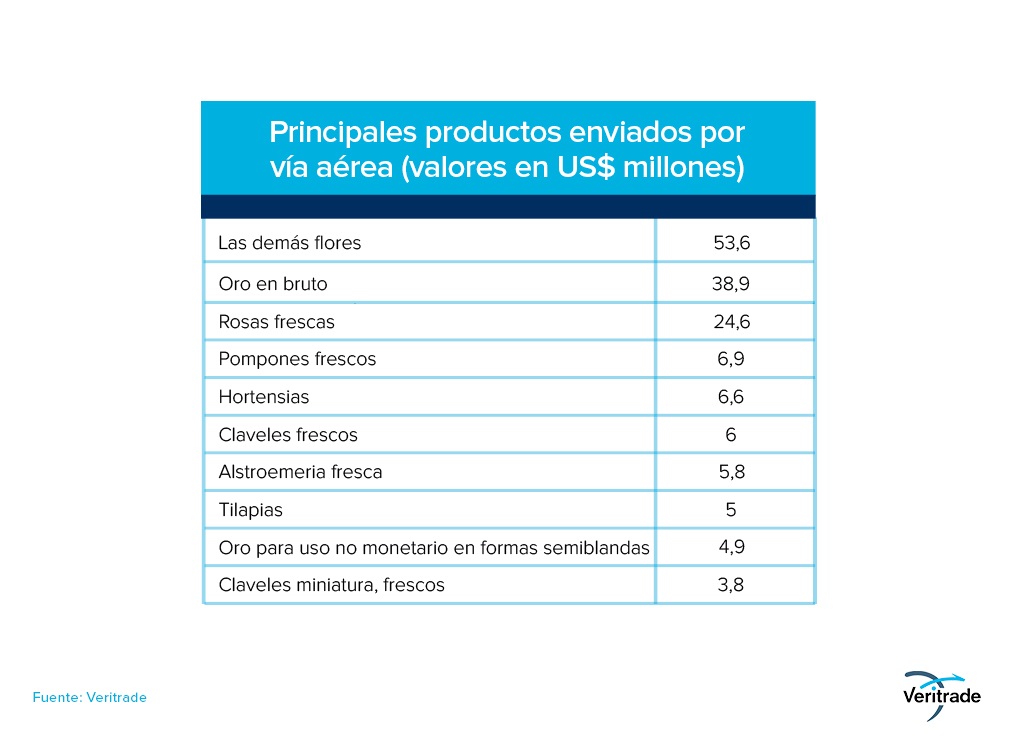 Principales productos enviados por
vía aérea (valores en US$ millones)
Las demás flores 53,6
Oro en bruto 38,9
Rosas frescas 24,6
Pompones frescos 6,9
Hortensias 6,6
Claveles frescos 6
Alstroemeria fresca 5,8
Tilapias 5
Oro para uso no monetario en formas semiblandas 4,9
Claveles miniatura, frescos 3,8
Fuente: Veritrade
Veritrade